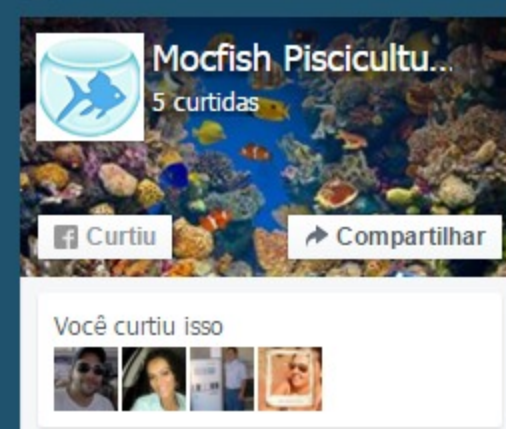 Mocfish Piscicultu...
5 curtidas
Curtiu
Compartilhar
Você curtiu isso